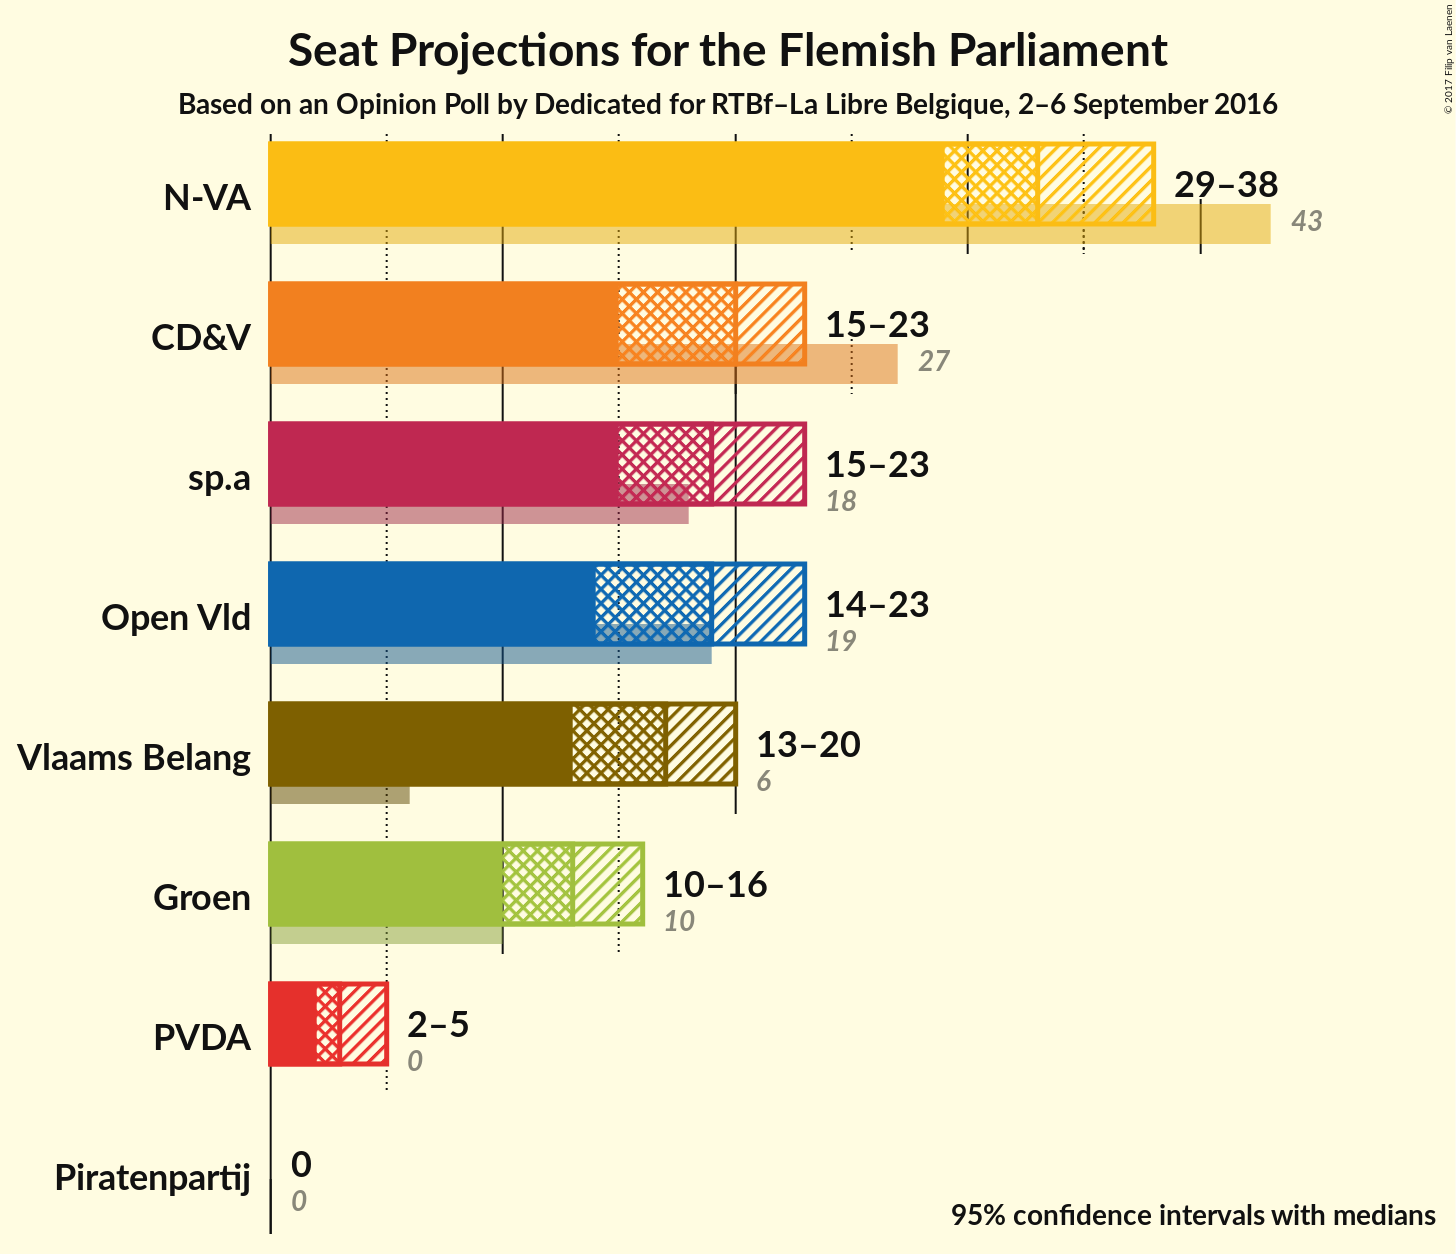 Seat Projections for the Flemish Parliament
Based on an Opinion Poll by Dedicated for RTBf–La Libre Belgique, 2–6 September 2016
© 2017 Filip van Laenen
N-VA
29–38
43
CD&V
15–23
27
sp.a
15–23
18
Open Vld
14–23
19
Vlaams Belang
13–20
6
Groen
10–16
10
PVDA
2–5
0
Piratenpartij
0
0
95% confidence intervals with medians